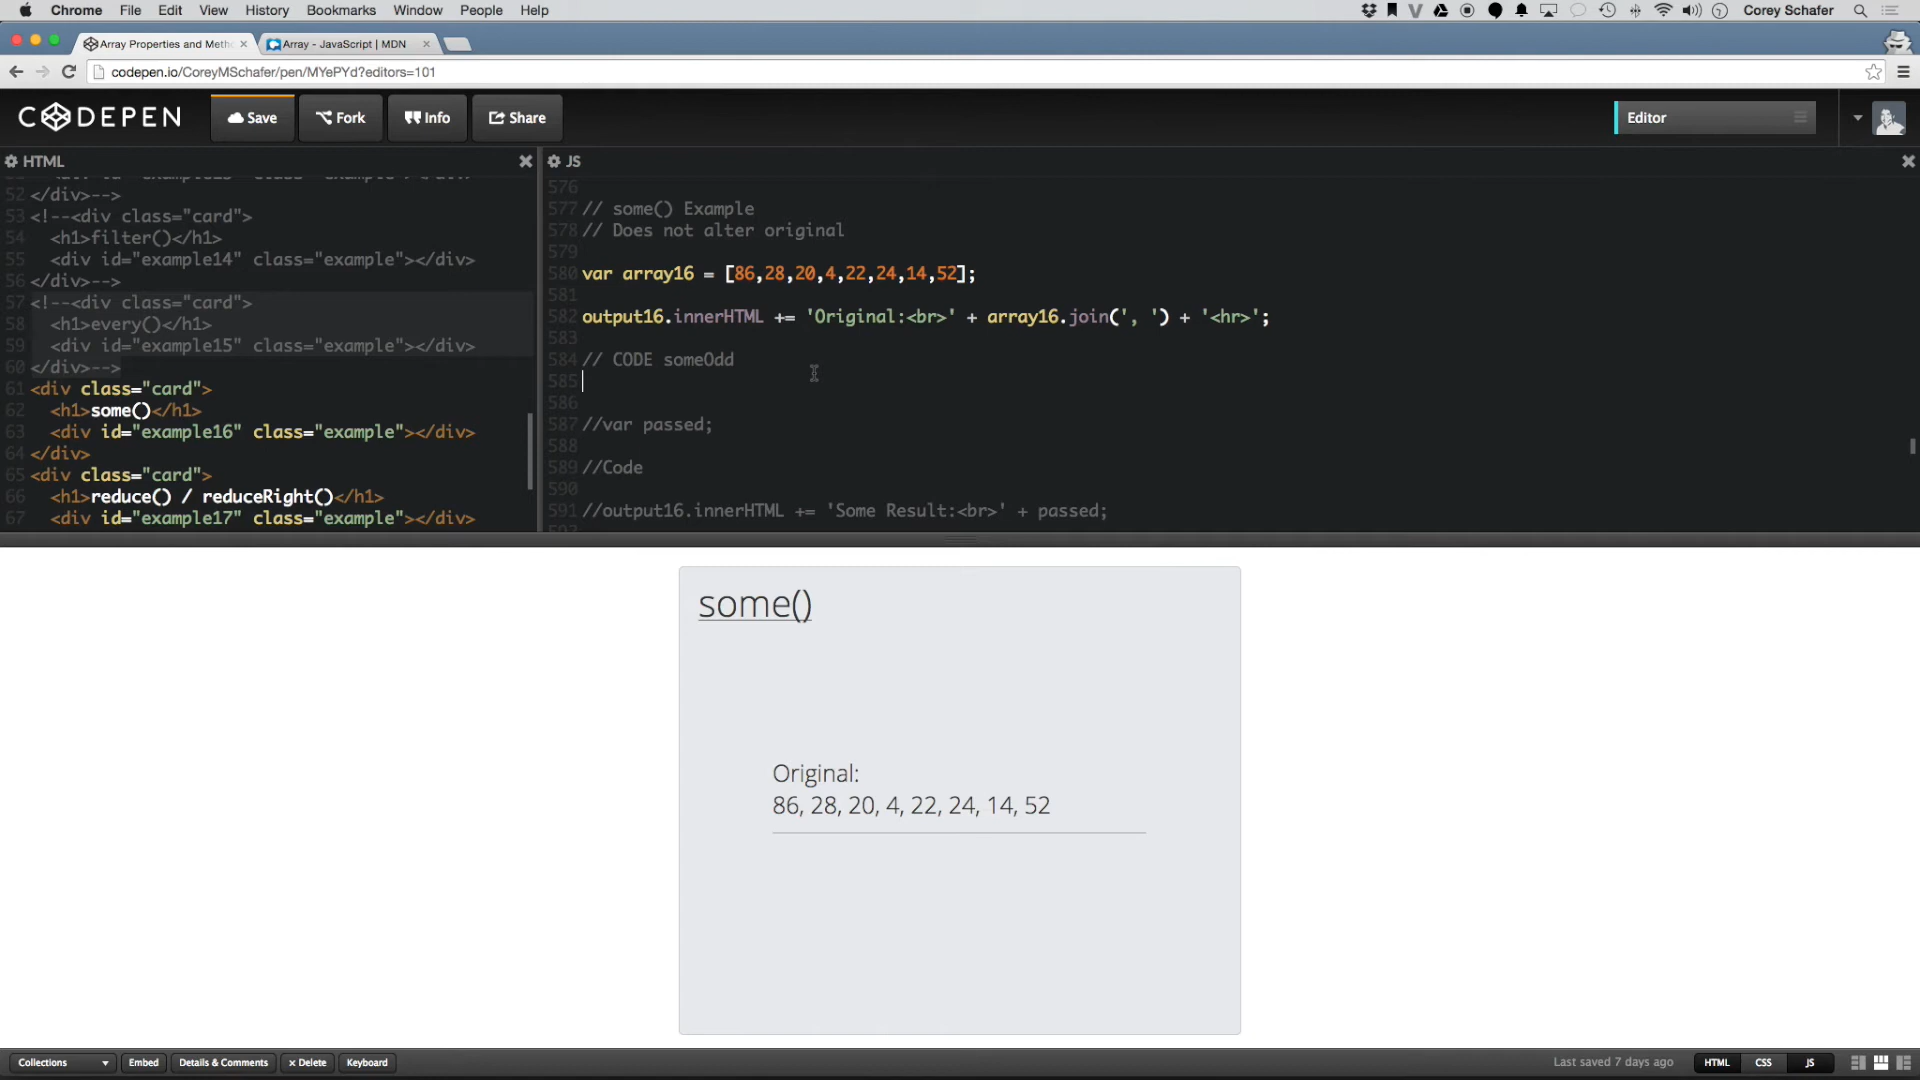 Chrome File Edit View History Bookmarks Window People Help Corey Schafer
Array Properties and Metho Array - JavaScript | MDN
codepen.io/CoreyMSchafer/pen/MYePYd?editors=101
CODEPEN Save Fork Info Share Editor
HTML
52 </div>-->
53 <!--<div class="card">
54 <h1>filter()</h1>
55 <div id="example14" class="example"></div>
56 </div>-->
57 <!--<div class="card">
58 <h1>every()</h1>
59 <div id="example15" class="example"></div>
60 </div>-->
61 <div class="card">
62 <h1>some()</h1>
63 <div id="example16" class="example"></div>
64 </div>
65 <div class="card">
66 <h1>reduce() / reduceRight()</h1>
67 <div id="example17" class="example"></div>
JS
576
577 // some() Example
578 // Does not alter original
579
580 var array16 = [86,28,20,4,22,24,14,52];
581
582 output16.innerHTML += 'Original:<br>' + array16.join(', ') + '<hr>';
583
584 // CODE someOdd
585
586
587 //var passed;
588
589 //Code
590
591 //output16.innerHTML += 'Some Result:<br>' + passed;
some()
Original:
86, 28, 20, 4, 22, 24, 14, 52
Collections Embed Details & Comments × Delete Keyboard Last saved 7 days ago HTML CSS JS